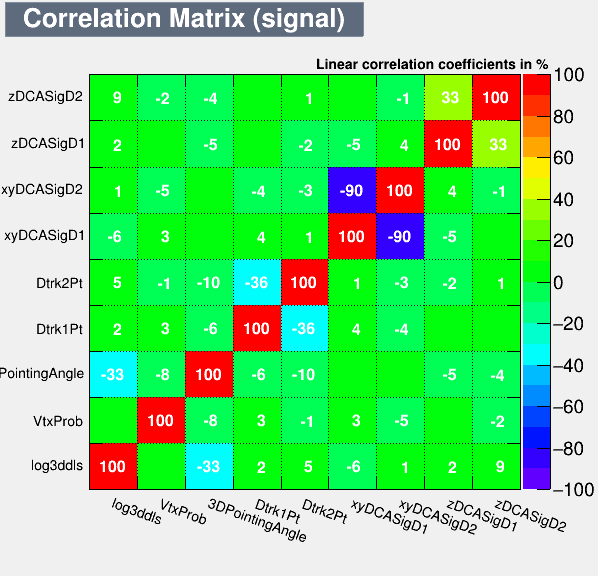 Correlation Matrix (signal)
Linear correlation coefficients in %
zDCASigD2 9 -2 -4 1 -1 33 100
zDCASigD1 2 -5 -2 -5 4 100 33
xyDCASigD2 1 -5 -4 -3 -90 100 4 -1
xyDCASigD1 -6 3 4 1 100 -90 -5
Dtrk2Pt 5 -1 -10 -36 100 1 -3 -2 1
Dtrk1Pt 2 3 -6 100 -36 4 -4
PointingAngle -33 -8 100 -6 -10 -5 -4
VtxProb 100 -8 3 -1 3 -5 -2
log3ddls 100 -33 2 5 -6 1 2 9
log3ddls VtxProb 3DPointingAngle Dtrk1Pt Dtrk2Pt xyDCASigD1 xyDCASigD2 zDCASigD1 zDCASigD2
100
80
60
40
20
0
−20
−40
−60
−80
−100